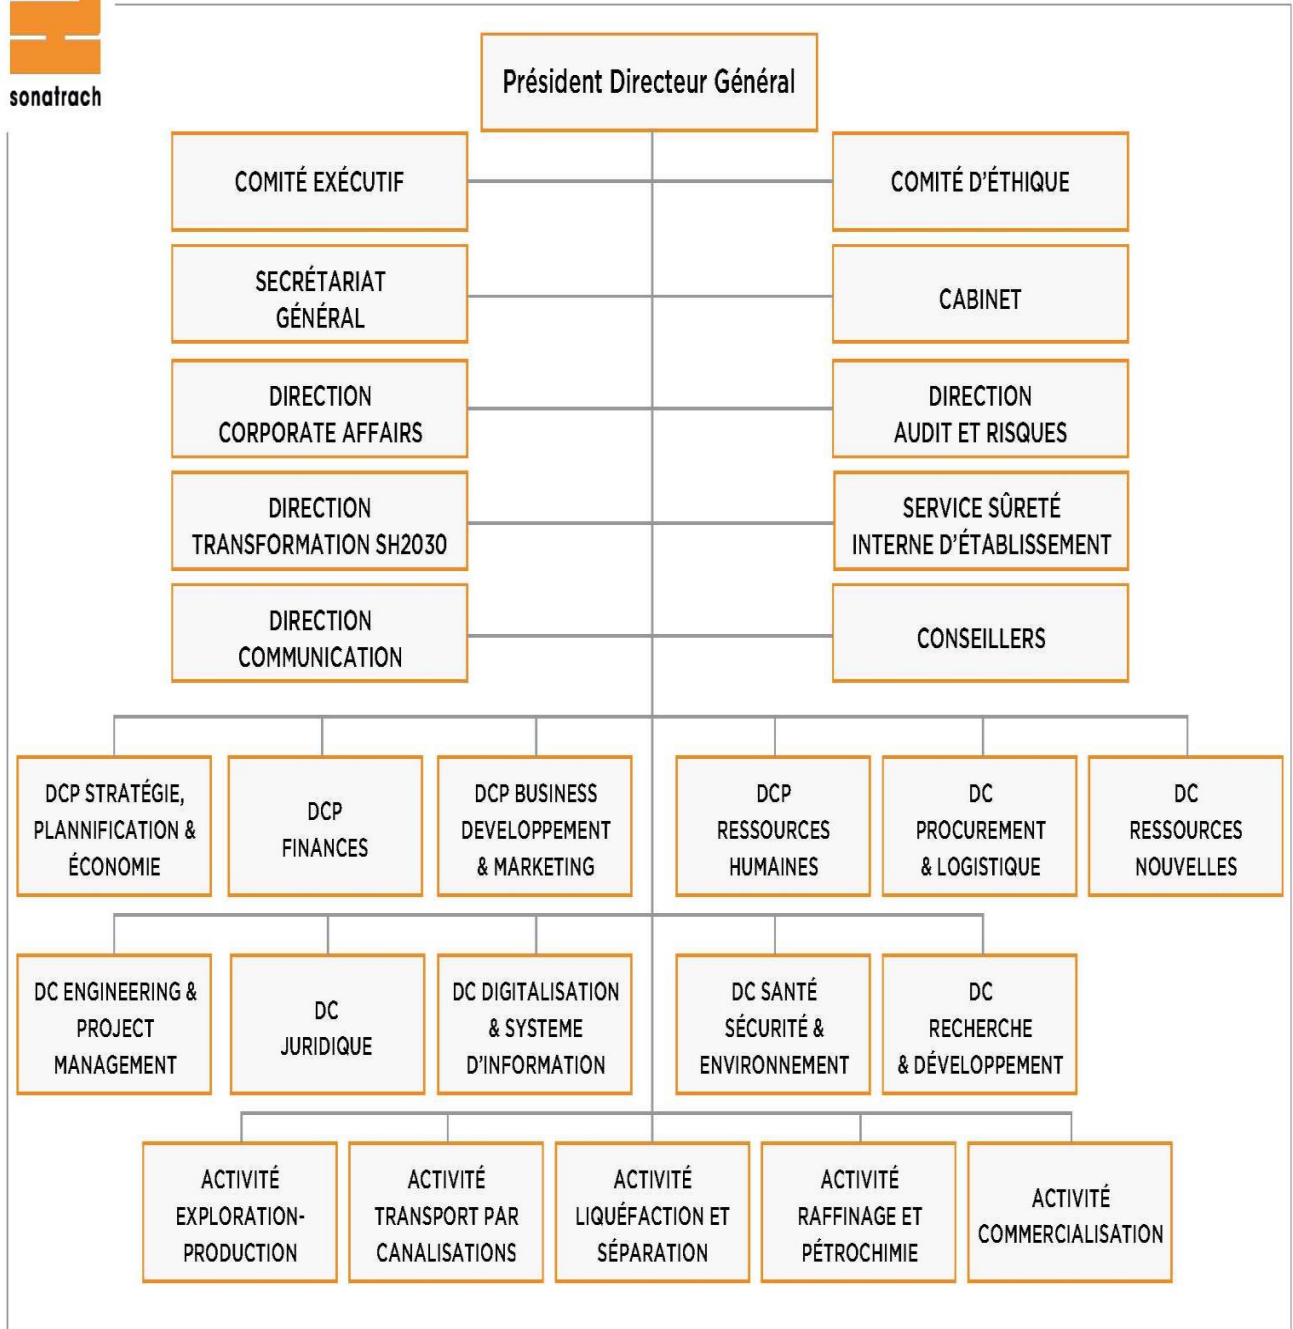 sonatrach
Président Directeur Général
COMITÉ EXÉCUTIF
COMITÉ D'ÉTHIQUE
SECRÉTARIAT
GÉNÉRAL
CABINET
DIRECTION
CORPORATE AFFAIRS
DIRECTION
AUDIT ET RISQUES
DIRECTION
TRANSFORMATION SH2030
SERVICE SÛRETÉ
INTERNE D'ÉTABLISSEMENT
DIRECTION
COMMUNICATION
CONSEILLERS
DCP STRATÉGIE,
PLANNIFICATION &
ÉCONOMIE
DCP
FINANCES
DCP BUSINESS
DEVELOPPEMENT
& MARKETING
DCP
RESSOURCES
HUMAINES
DC
PROCUREMENT
& LOGISTIQUE
DC
RESSOURCES
NOUVELLES
DC ENGINEERING &
PROJECT
MANAGEMENT
DC
JURIDIQUE
DC DIGITALISATION
& SYSTEME
D'INFORMATION
DC SANTÉ
SÉCURITÉ &
ENVIRONNEMENT
DC
RECHERCHE
& DÉVELOPPEMENT
ACTIVITÉ
EXPLORATION-
PRODUCTION
ACTIVITÉ
TRANSPORT PAR
CANALISATIONS
ACTIVITÉ
LIQUÉFACTION ET
SÉPARATION
ACTIVITÉ
RAFFINAGE ET
PÉTROCHIMIE
ACTIVITÉ
COMMERCIALISATION